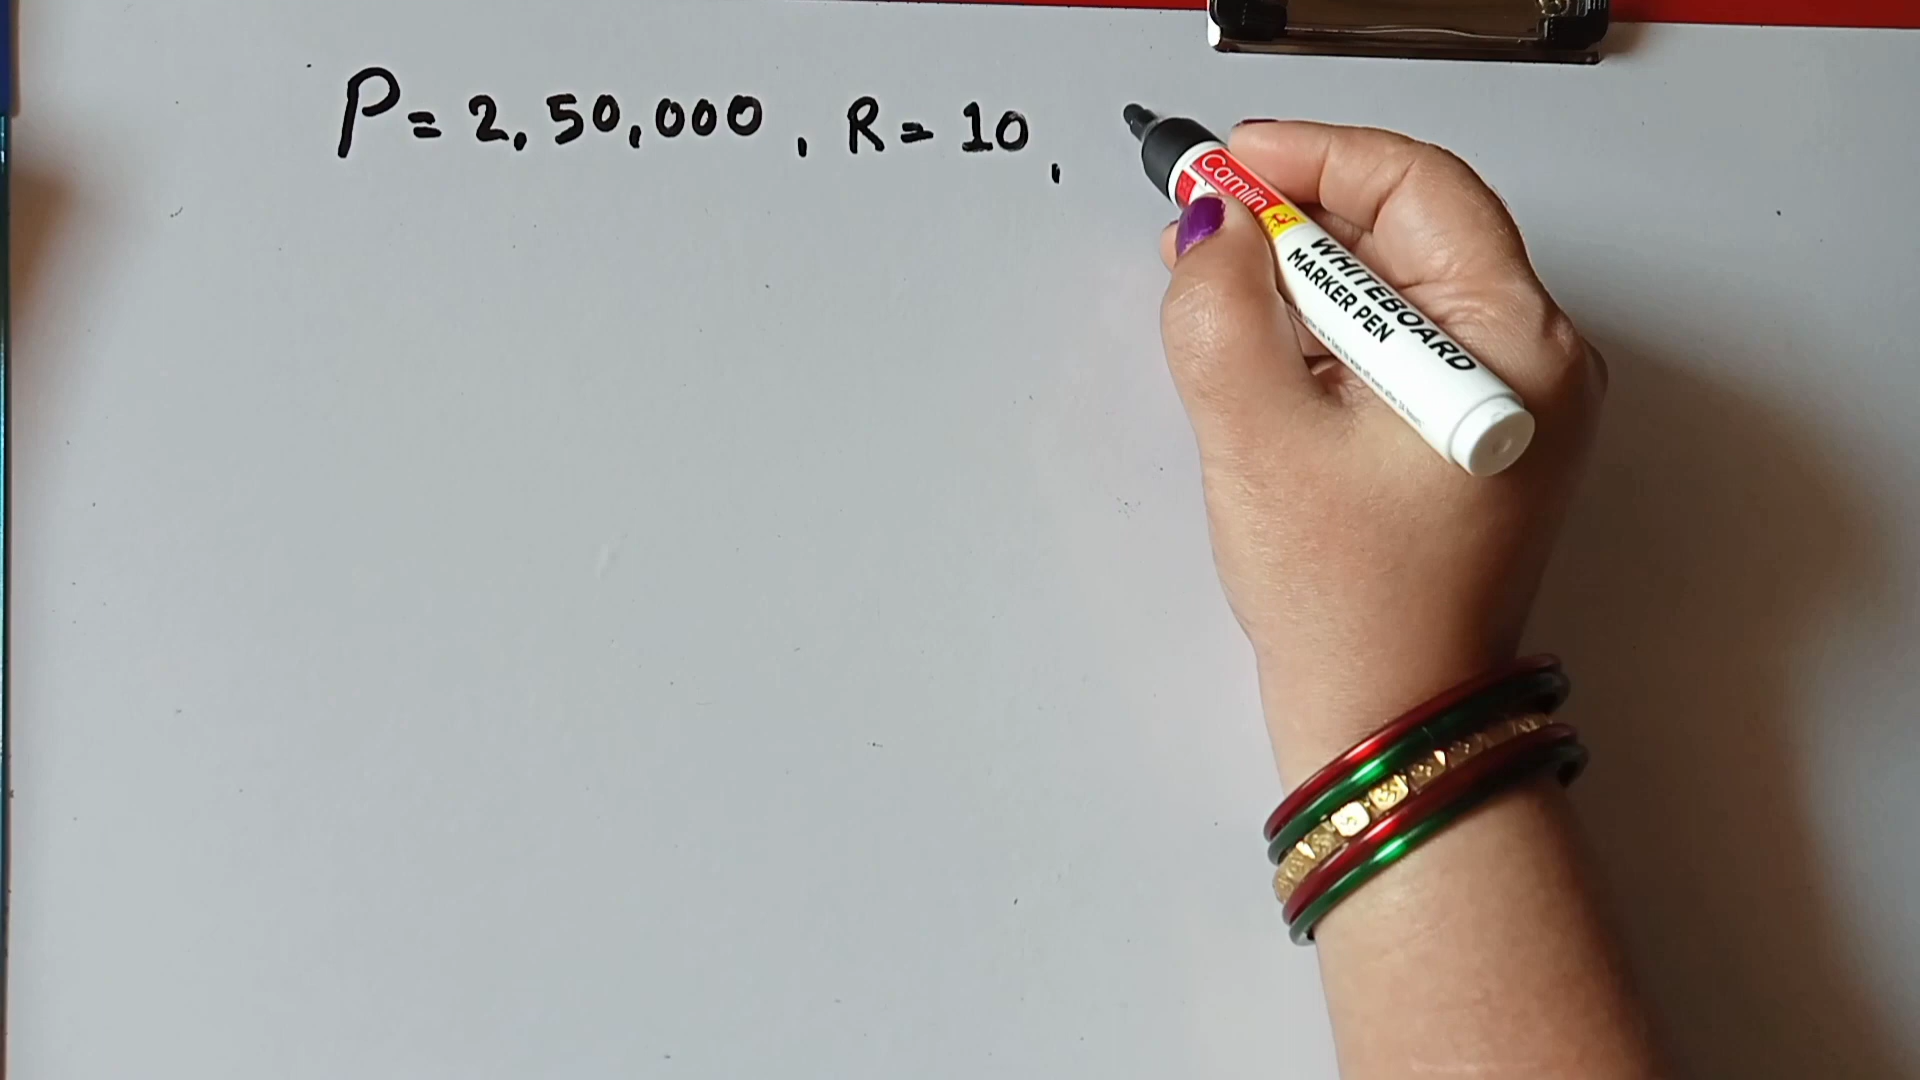 P = 2,50,000, R = 10,
Camlin
WHITEBOARD
MARKER PEN